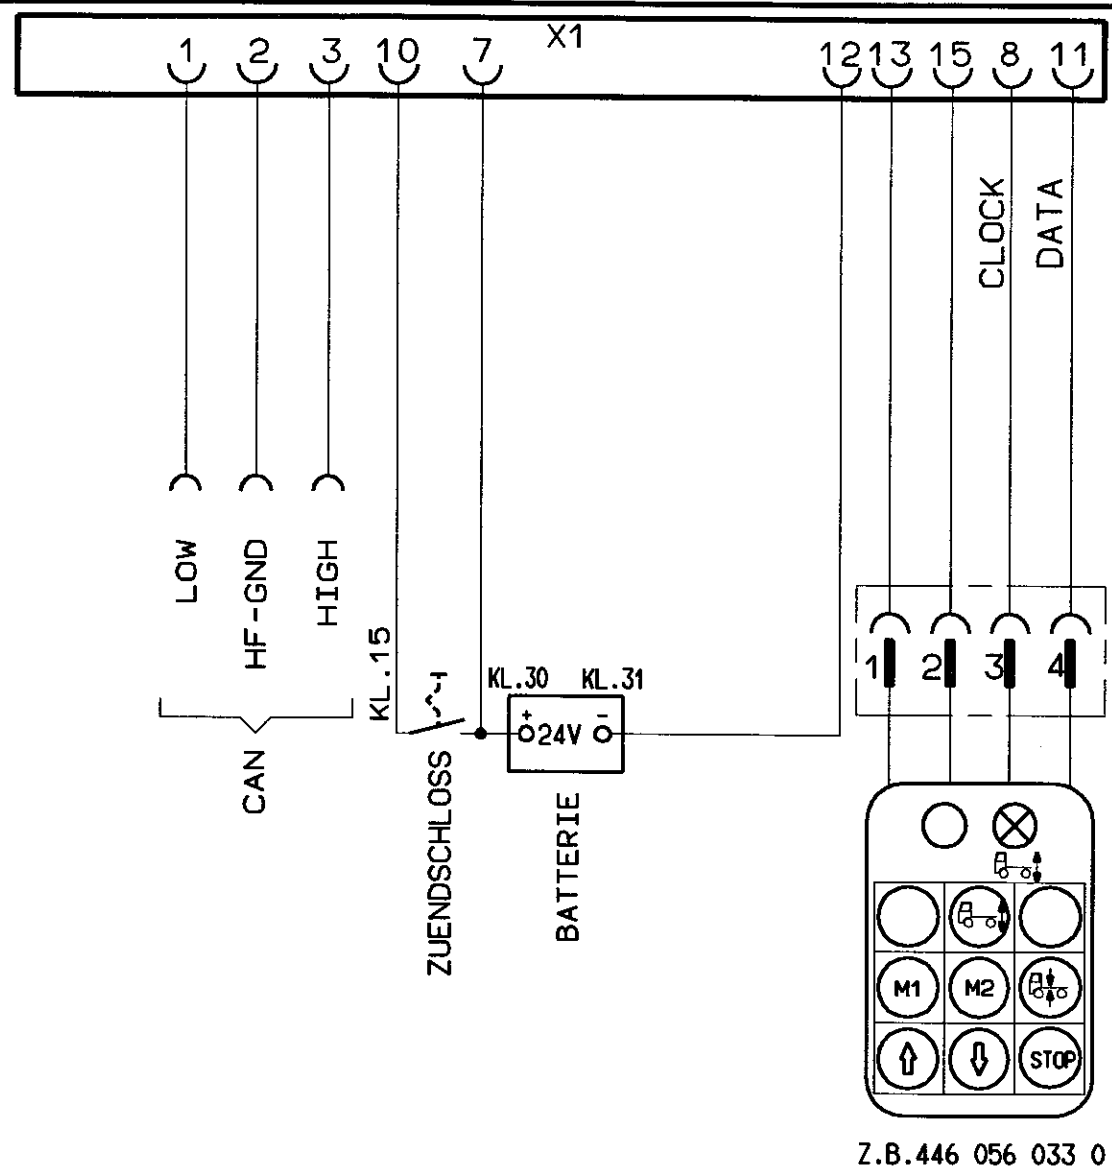 X1
1 2 3 10 7 12 13 15 8 11
CLOCK
DATA
LOW
HF-GND
HIGH
CAN
KL.15
ZUENDSCHLOSS
KL.30 KL.31
+ 24V -
BATTERIE
1 2 3 4
M1 M2
STOP
Z.B.446 056 033 0